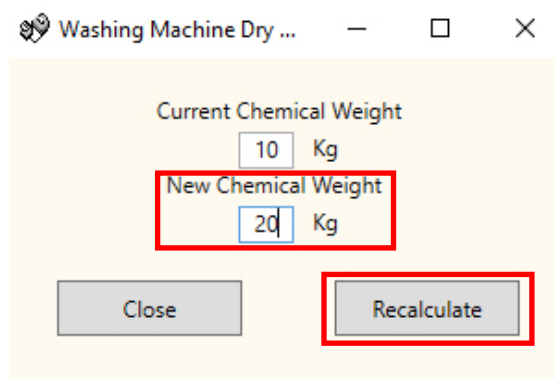 Washing Machine Dry ...
Current Chemical Weight
10 Kg
New Chemical Weight
20 Kg
Close Recalculate